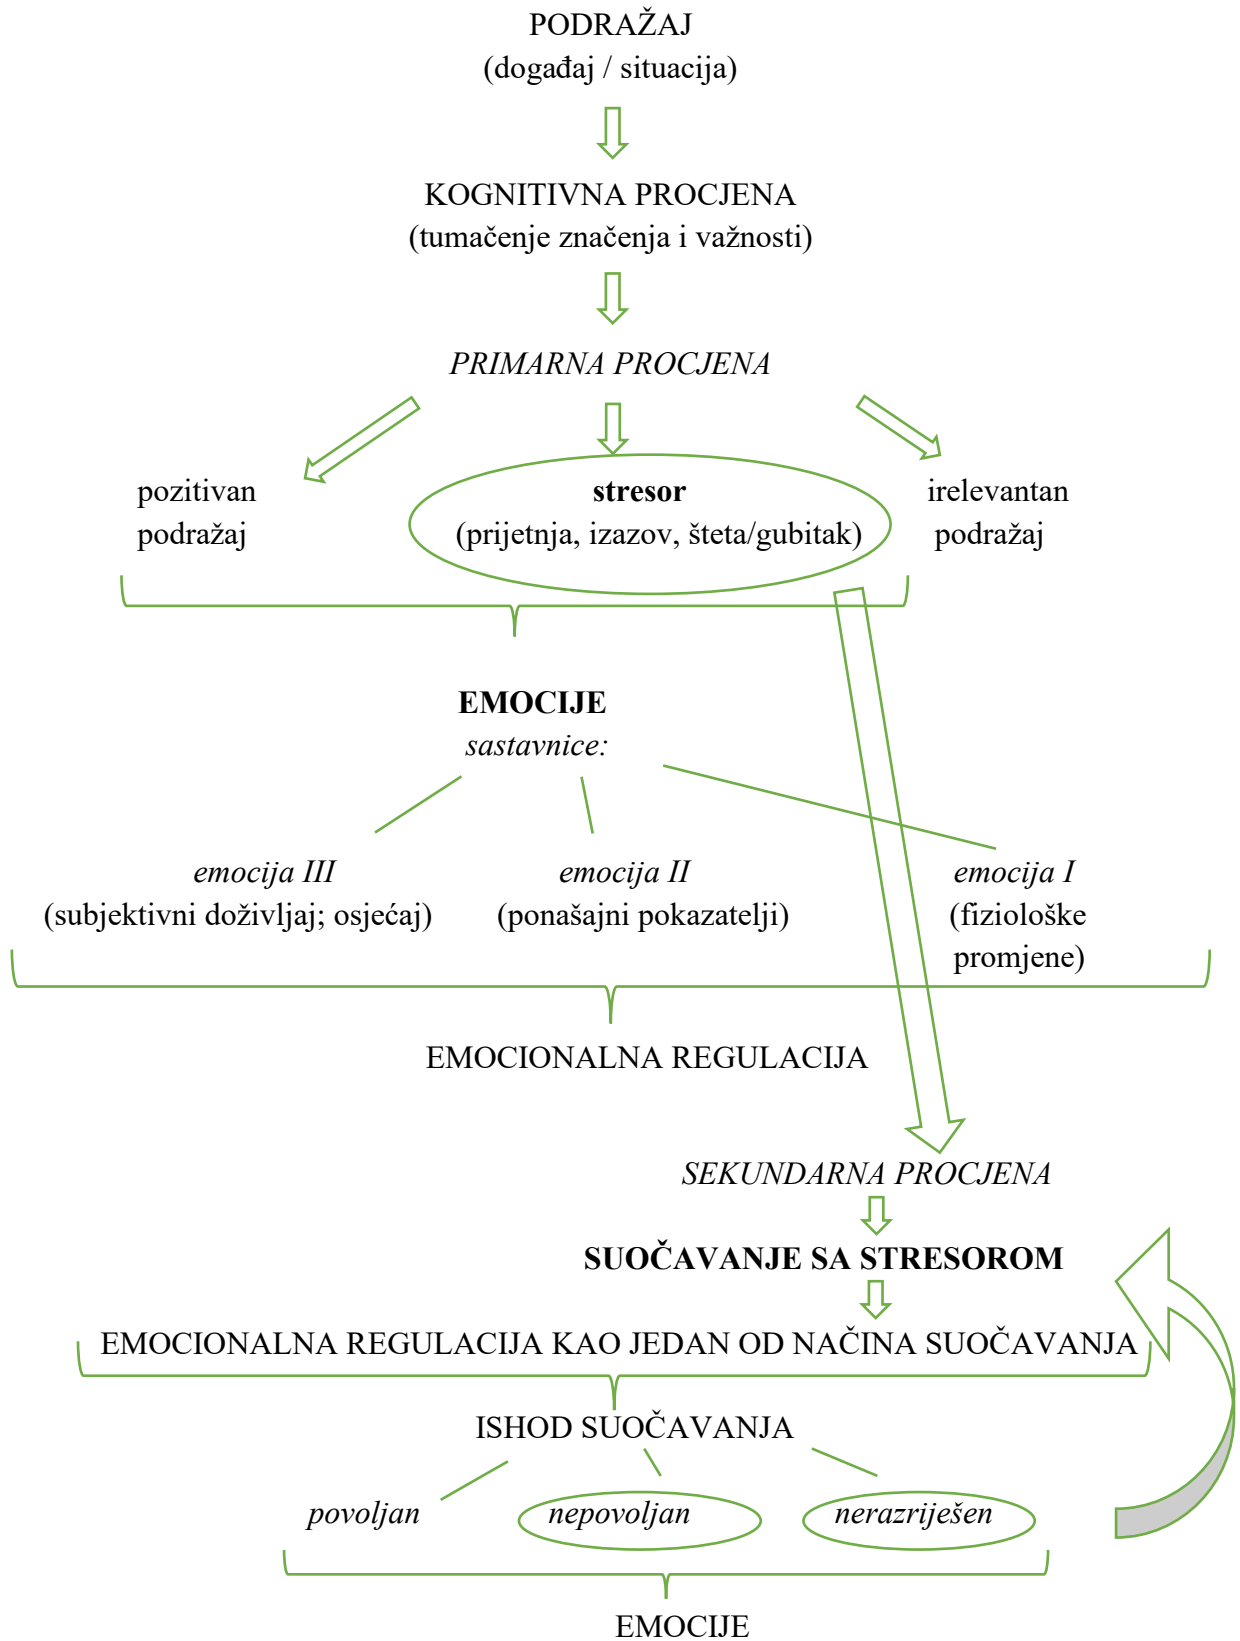 PODRAŽAJ
(događaj / situacija)
KOGNITIVNA PROCJENA
(tumačenje značenja i važnosti)
PRIMARNA PROCJENA
pozitivan
podražaj
stresor
(prijetnja, izazov, šteta/gubitak)
irelevantan
podražaj
EMOCIJE
sastavnice:
emocija III
(subjektivni doživljaj; osjećaj)
emocija II
(ponašajni pokazatelji)
emocija I
(fiziološke
promjene)
EMOCIONALNA REGULACIJA
SEKUNDARNA PROCJENA
SUOČAVANJE SA STRESOROM
EMOCIONALNA REGULACIJA KAO JEDAN OD NAČINA SUOČAVANJA
ISHOD SUOČAVANJA
povoljan
nepovoljan
nerazriješen
EMOCIJE